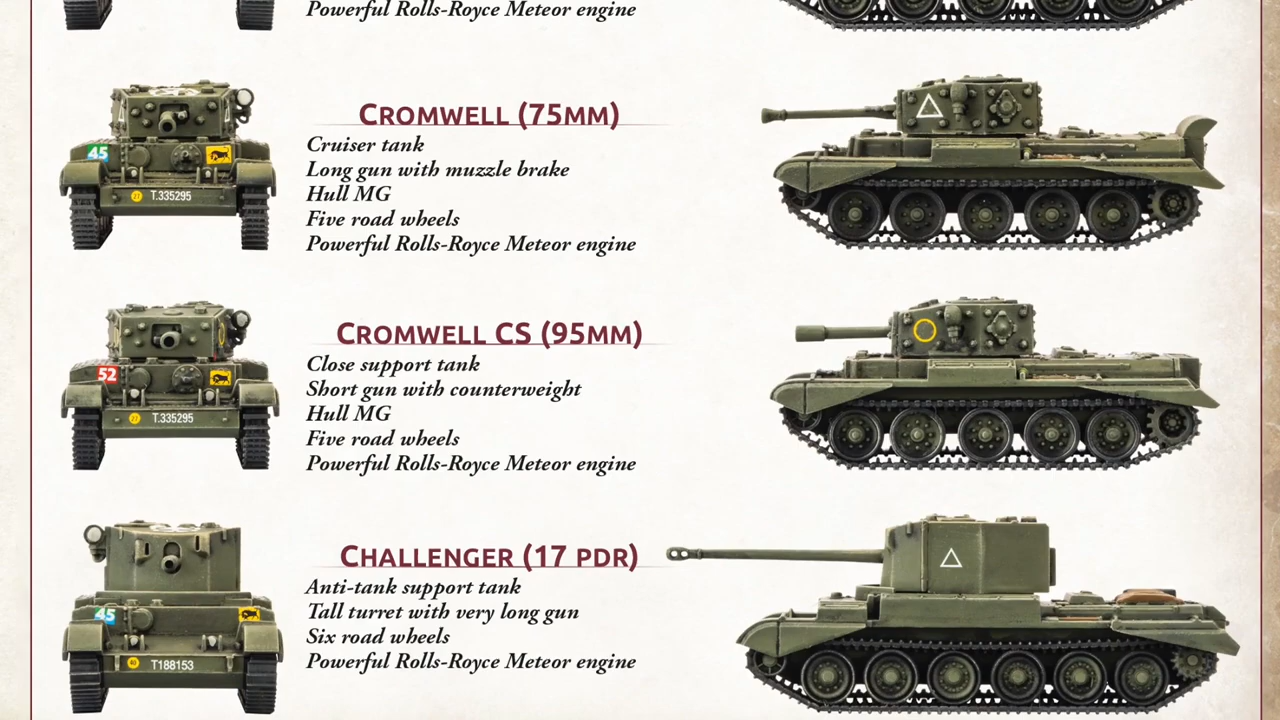 Powerful Rolls-Royce Meteor engine
CROMWELL (75MM)
Cruiser tank
Long gun with muzzle brake
Hull MG
Five road wheels
Powerful Rolls-Royce Meteor engine
45
27 T.335295
CROMWELL CS (95MM)
Close support tank
Short gun with counterweight
Hull MG
Five road wheels
Powerful Rolls-Royce Meteor engine
52
T.335295
CHALLENGER (17 PDR)
Anti-tank support tank
Tall turret with very long gun
Six road wheels
Powerful Rolls-Royce Meteor engine
45
40 T188153